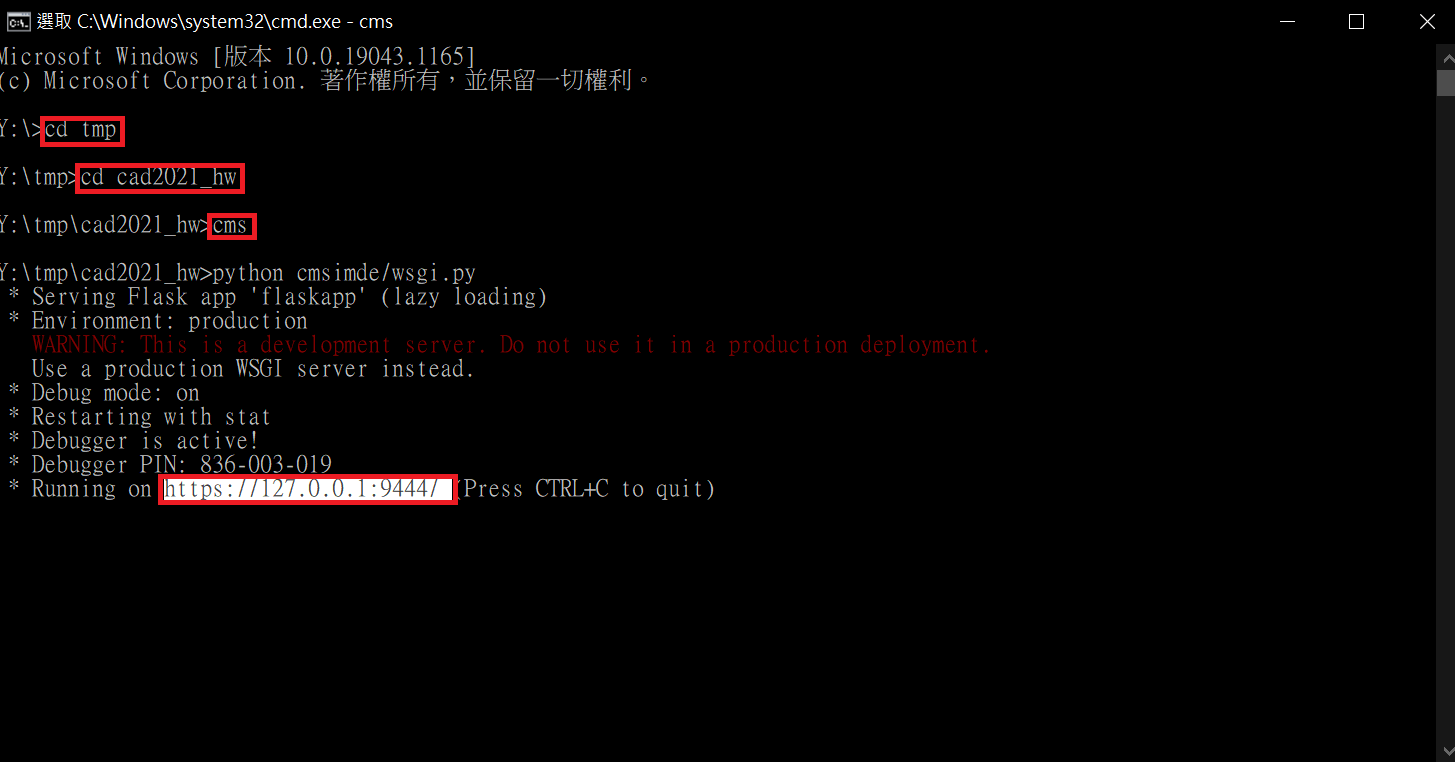 選取 C:\Windows\system32\cmd.exe - cms
Microsoft Windows [版本 10.0.19043.1165]
(c) Microsoft Corporation. 著作權所有，並保留一切權利。
Y:\>cd tmp
Y:\tmp>cd cad2021_hw
Y:\tmp\cad2021_hw>cms
Y:\tmp\cad2021_hw>python cmsimde/wsgi.py
* Serving Flask app 'flaskapp' (lazy loading)
* Environment: production
WARNING: This is a development server. Do not use it in a production deployment.
Use a production WSGI server instead.
* Debug mode: on
* Restarting with stat
* Debugger is active!
* Debugger PIN: 836-003-019
* Running on https://127.0.0.1:9444/ (Press CTRL+C to quit)